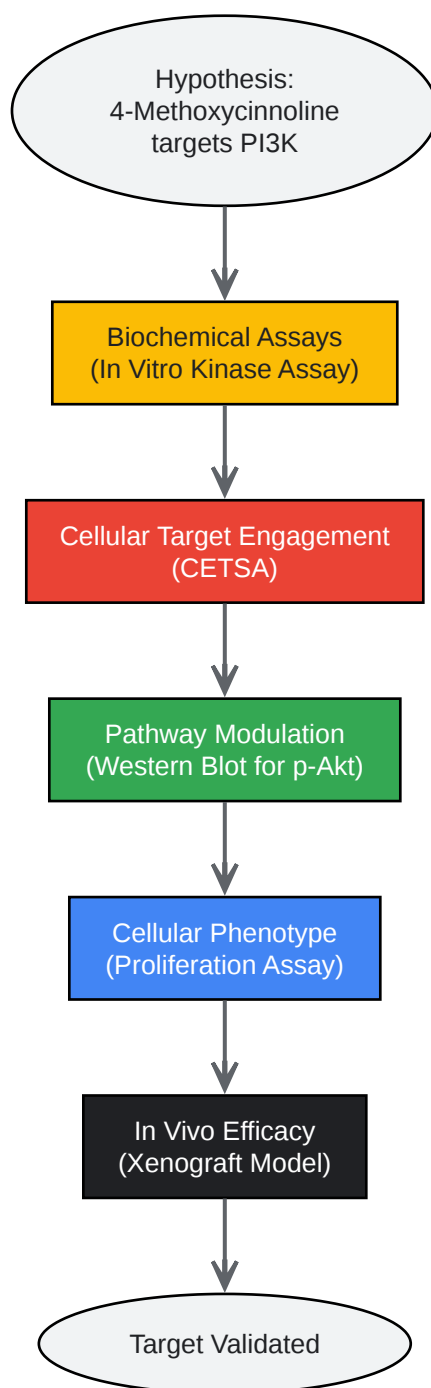 Hypothesis:
4-Methoxycinnoline
targets PI3K
Biochemical Assays
(In Vitro Kinase Assay)
Cellular Target Engagement
(CETSA)
Pathway Modulation
(Western Blot for p-Akt)
Cellular Phenotype
(Proliferation Assay)
In Vivo Efficacy
(Xenograft Model)
Target Validated